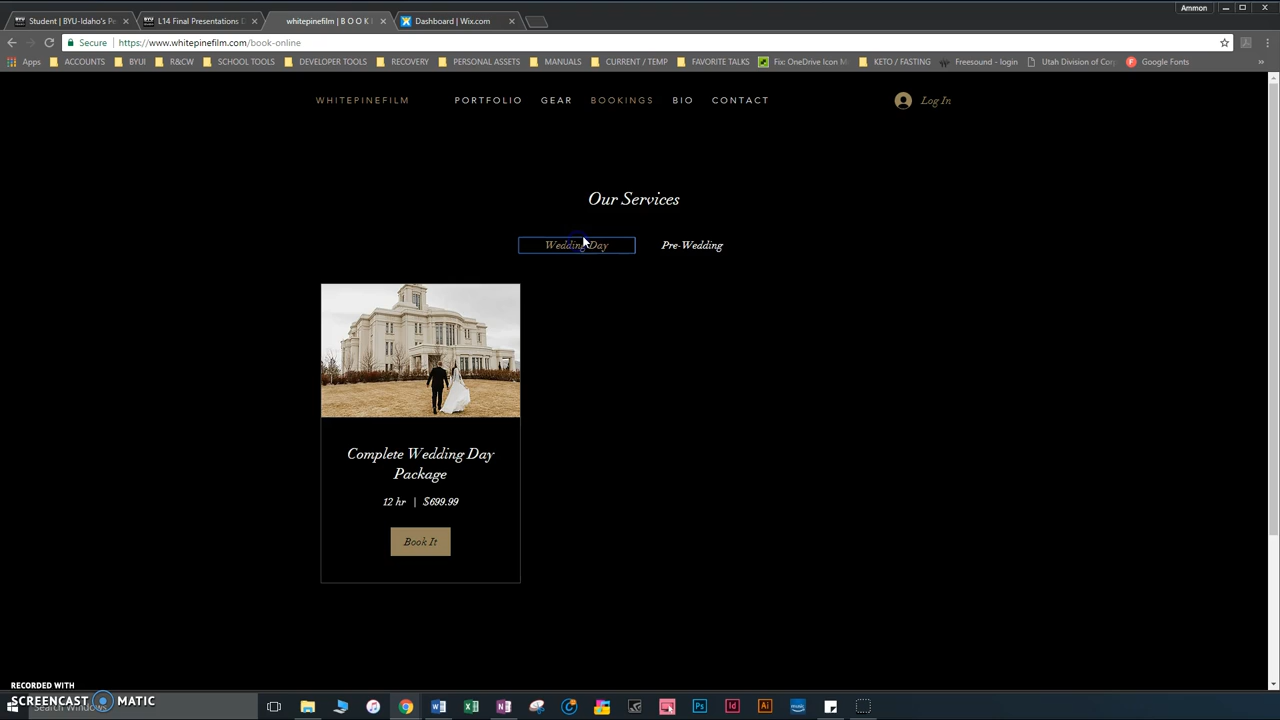 Ammon
Student | BYU-Idaho's Pe
L14 Final Presentations D
whitepinefilm | B O O K I
Dashboard | Wix.com
Secure
https://www.whitepinefilm.com/book-online
Apps
ACCOUNTS
BYUI
R&CW
SCHOOL TOOLS
DEVELOPER TOOLS
RECOVERY
PERSONAL ASSETS
MANUALS
CURRENT / TEMP
FAVORITE TALKS
Fix: OneDrive Icon M
KETO / FASTING
Freesound - login
Utah Division of Corp
Google Fonts
WHITEPINEFILM
PORTFOLIO
GEAR
BOOKINGS
BIO
CONTACT
Log In
Our Services
Wedding Day
Pre-Wedding
Complete Wedding Day
Package
12 hr | $699.99
Book It
RECORDED WITH
SCREENCAST MATIC
Search Windows